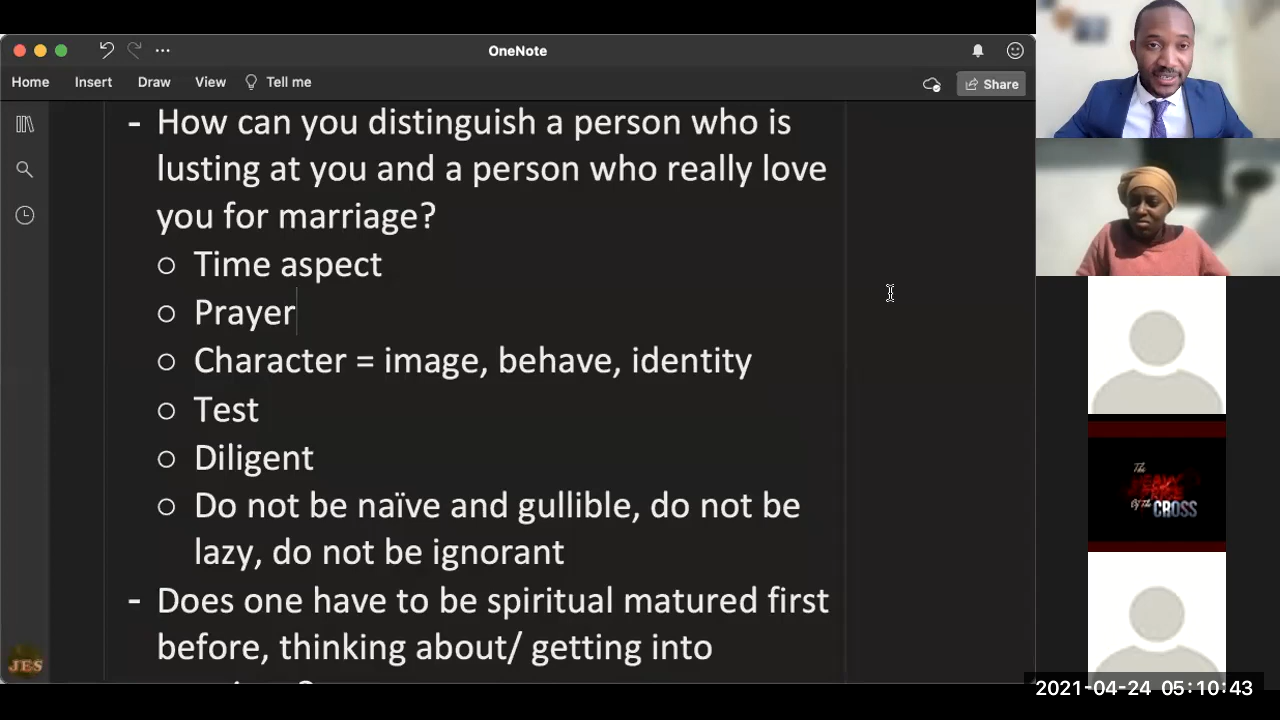 OneNote
Home Insert Draw View Tell me Share
- How can you distinguish a person who is
lusting at you and a person who really love
you for marriage?
○ Time aspect
○ Prayer
○ Character = image, behave, identity
○ Test
○ Diligent
○ Do not be naïve and gullible, do not be
lazy, do not be ignorant
- Does one have to be spiritual matured first
before, thinking about/ getting into
JES
The
Of The CROSS
2021-04-24 05:10:43